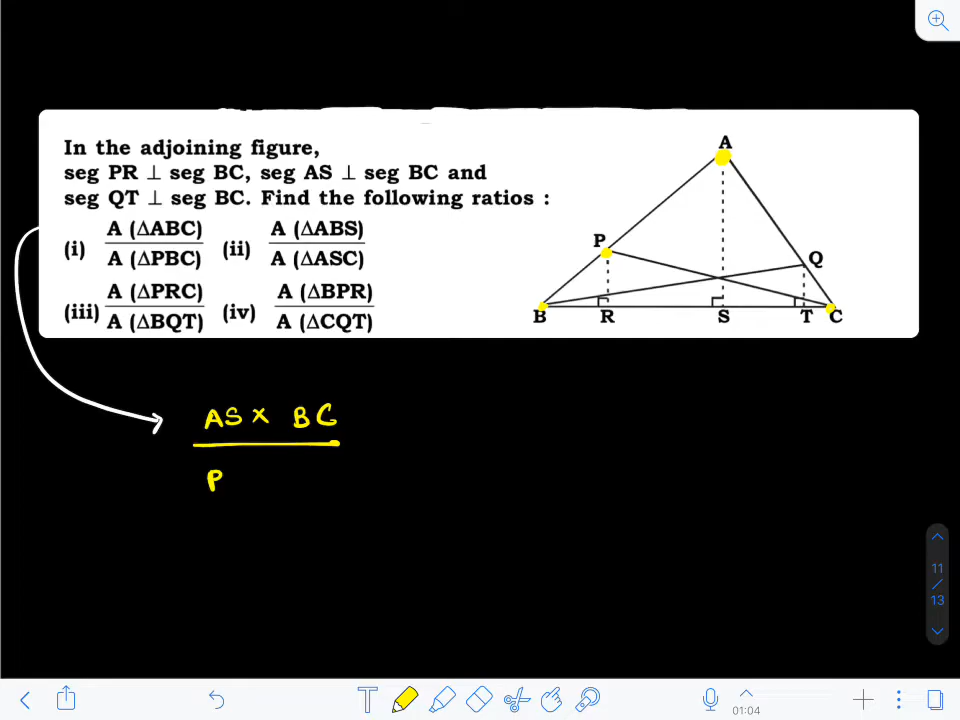 In the adjoining figure,
seg PR ⊥ seg BC, seg AS ⊥ seg BC and
seg QT ⊥ seg BC. Find the following ratios :
(i) A (ΔABC) / A (ΔPBC) (ii) A (ΔABS) / A (ΔASC)
(iii) A (ΔPRC) / A (ΔBQT) (iv) A (ΔBPR) / A (ΔCQT)
A
P
Q
B R S T C
AS × BC
P
11
/
13
T
01:04